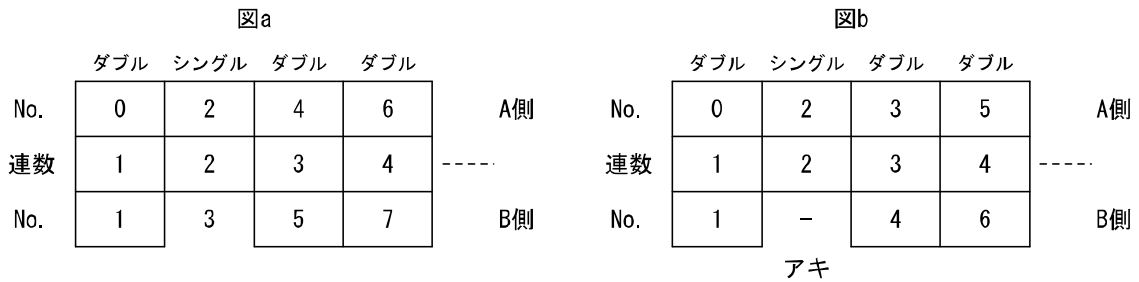 図a
ダブル シングル ダブル ダブル
No. 0 2 4 6 A側
連数 1 2 3 4 -----
No. 1 3 5 7 B側
図b
ダブル シングル ダブル ダブル
No. 0 2 3 5 A側
連数 1 2 3 4 -----
No. 1 − 4 6 B側
アキ